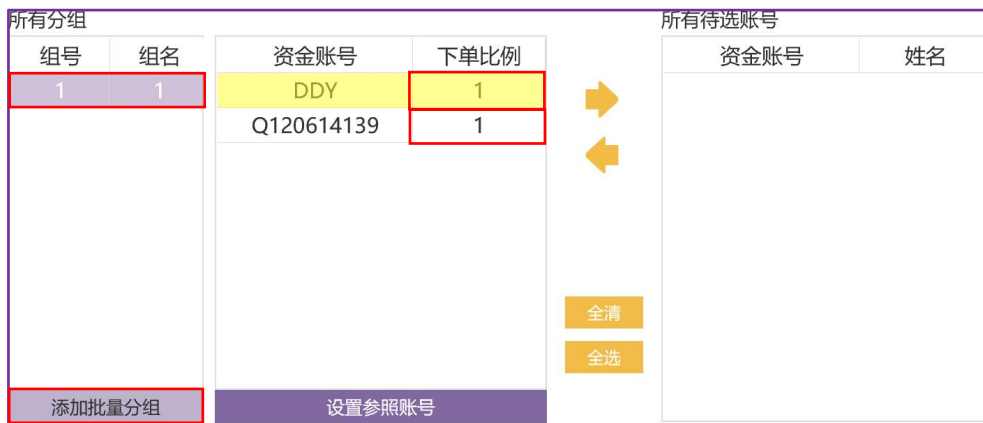 所有分组 所有待选账号
组号 组名 资金账号 下单比例 资金账号 姓名
1 1 DDY 1
Q120614139 1
全清
全选
添加批量分组 设置参照账号